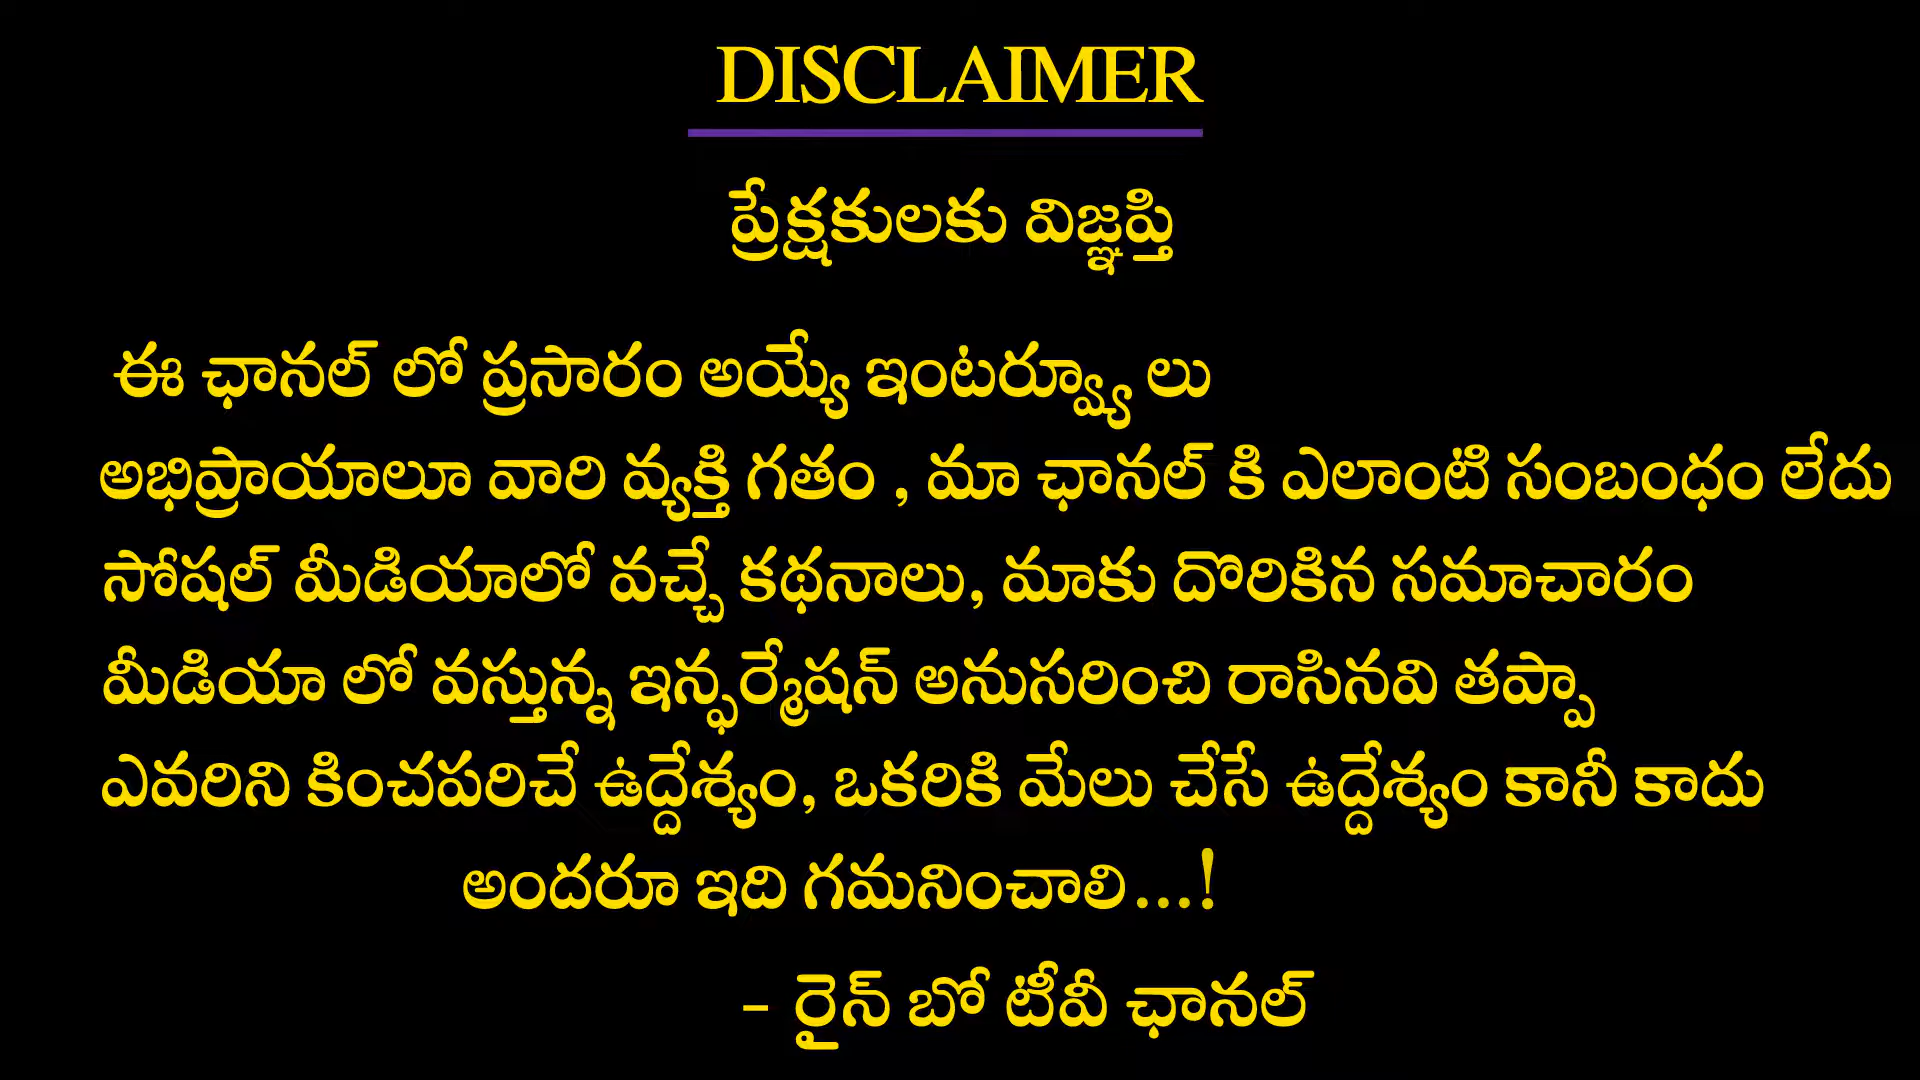 DISCLAIMER
ప్రేక్షకులకు విజ్ఞప్తి
ఈ ఛానల్ లో ప్రసారం అయ్యే ఇంటర్వ్యూ లు
అభిప్రాయాలూ వారి వ్యక్తి గతం , మా ఛానల్ కి ఎలాంటి సంబంధం లేదు
సోషల్ మీడియాలో వచ్చే కథనాలు, మాకు దొరికిన సమాచారం
మీడియా లో వస్తున్న ఇన్ఫర్మేషన్ అనుసరించి రాసినవి తప్పా
ఎవరిని కించపరిచే ఉద్దేశ్యం, ఒకరికి మేలు చేసే ఉద్దేశ్యం కానీ కాదు
అందరూ ఇది గమనించాలి...!
- రైన్ బో టీవీ ఛానల్